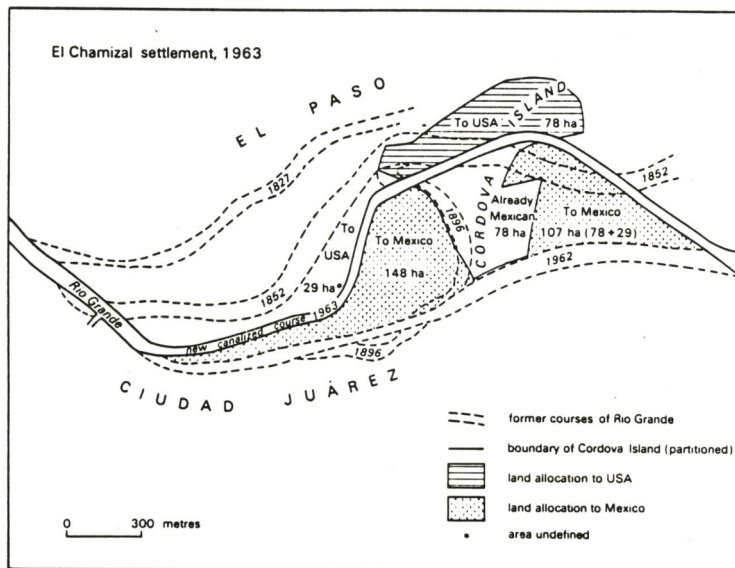 El Chamizal settlement, 1963
EL PASO
ISLAND
To USA
78 ha
1827
1852
To USA
To Mexico
148 ha
1896
CORDOVA
Already
Mexican
78 ha
To Mexico
107 ha (78 + 29)
1852
1962
Rio Grande
1852
29 ha•
1963
new canalized course
1896
CIUDAD JUÁREZ
former courses of Rio Grande
boundary of Cordova Island (partitioned)
land allocation to USA
land allocation to Mexico
• area undefined
0 300 metres